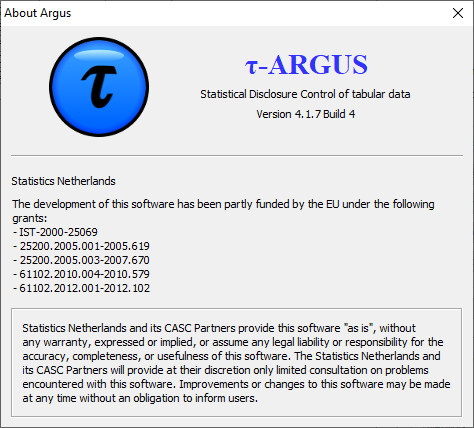 About Argus
τ
τ-ARGUS
Statistical Disclosure Control of tabular data
Version 4.1.7 Build 4
Statistics Netherlands
The development of this software has been partly funded by the EU under the following
grants:
- IST-2000-25069
- 25200.2005.001-2005.619
- 25200.2005.003-2007.670
- 61102.2010.004-2010.579
- 61102.2012.001-2012.102
Statistics Netherlands and its CASC Partners provide this software "as is", without
any warranty, expressed or implied, or assume any legal liability or responsibility for the
accuracy, completeness, or usefulness of this software. The Statistics Netherlands and
its CASC Partners will provide at their discretion only limited consultation on problems
encountered with this software. Improvements or changes to this software may be made
at any time without an obligation to inform users.